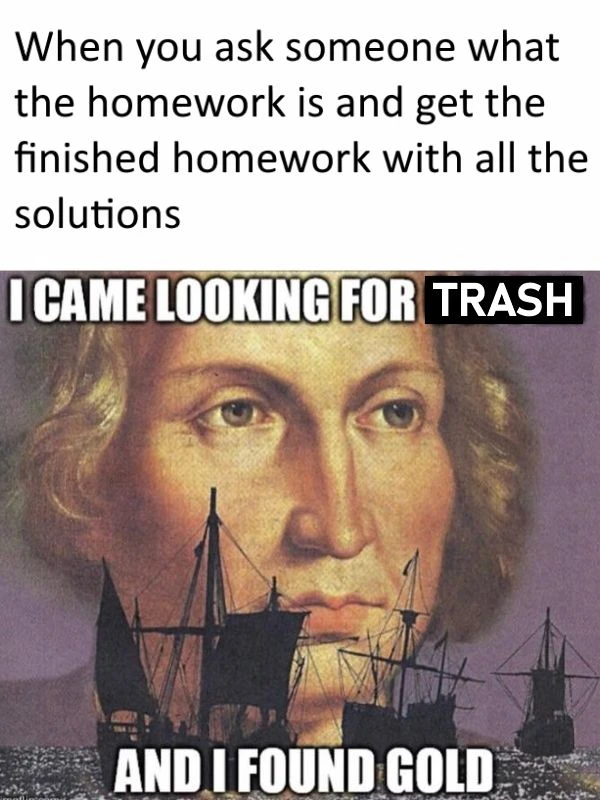 When you ask someone what
the homework is and get the
finished homework with all the
solutions
I CAME LOOKING FOR TRASH
AND I FOUND GOLD